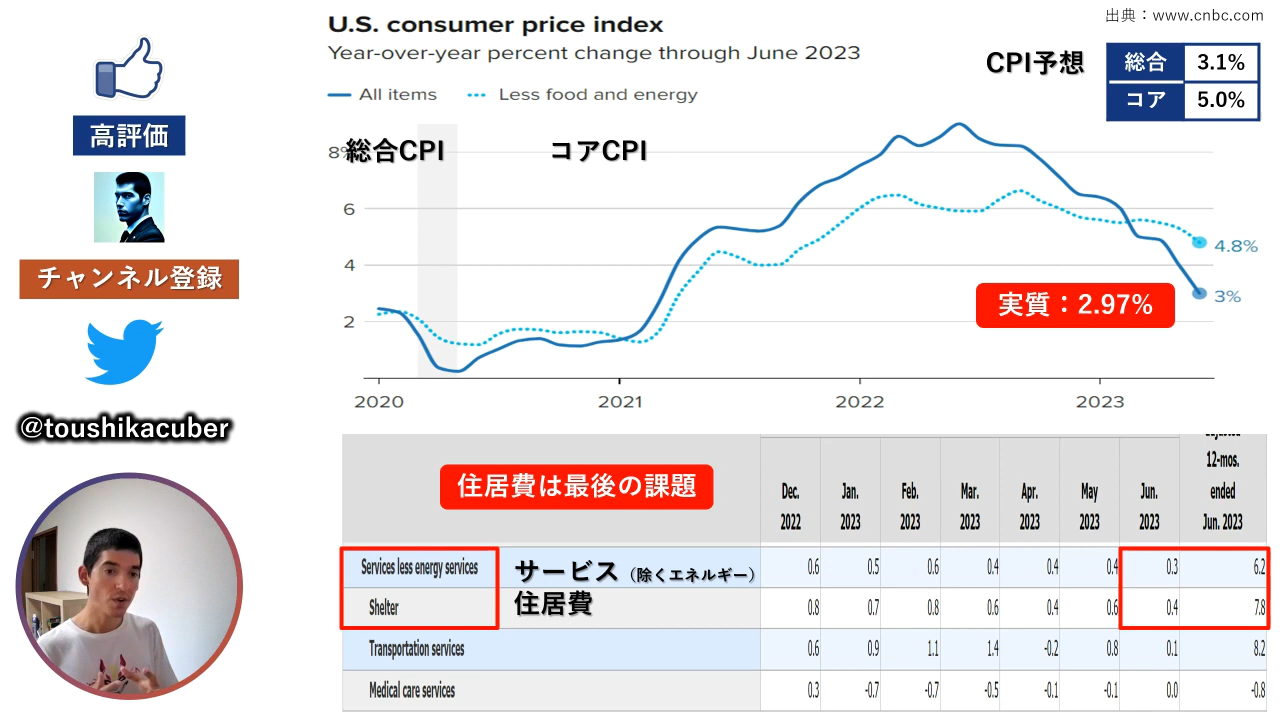 高評価
チャンネル登録
@toushikacuber
出典：www.cnbc.com
U.S. consumer price index
Year-over-year percent change through June 2023
All items Less food and energy
CPI予想
総合 3.1%
コア 5.0%
総合CPI コアCPI
8%
6
4
2
4.8%
3%
実質：2.97%
2020 2021 2022 2023
住居費は最後の課題
12-mos.
ended
Jun. 2023
Dec. 2022
Jan. 2023
Feb. 2023
Mar. 2023
Apr. 2023
May 2023
Jun. 2023
Services less energy services サービス（除くエネルギー） 0.6 0.5 0.6 0.4 0.4 0.4 0.3 6.2
Shelter 住居費 0.8 0.7 0.8 0.6 0.4 0.6 0.4 7.8
Transportation services 0.6 0.9 1.1 1.4 -0.2 0.8 0.1 8.2
Medical care services 0.3 -0.7 -0.7 -0.5 -0.1 -0.1 0.0 -0.8